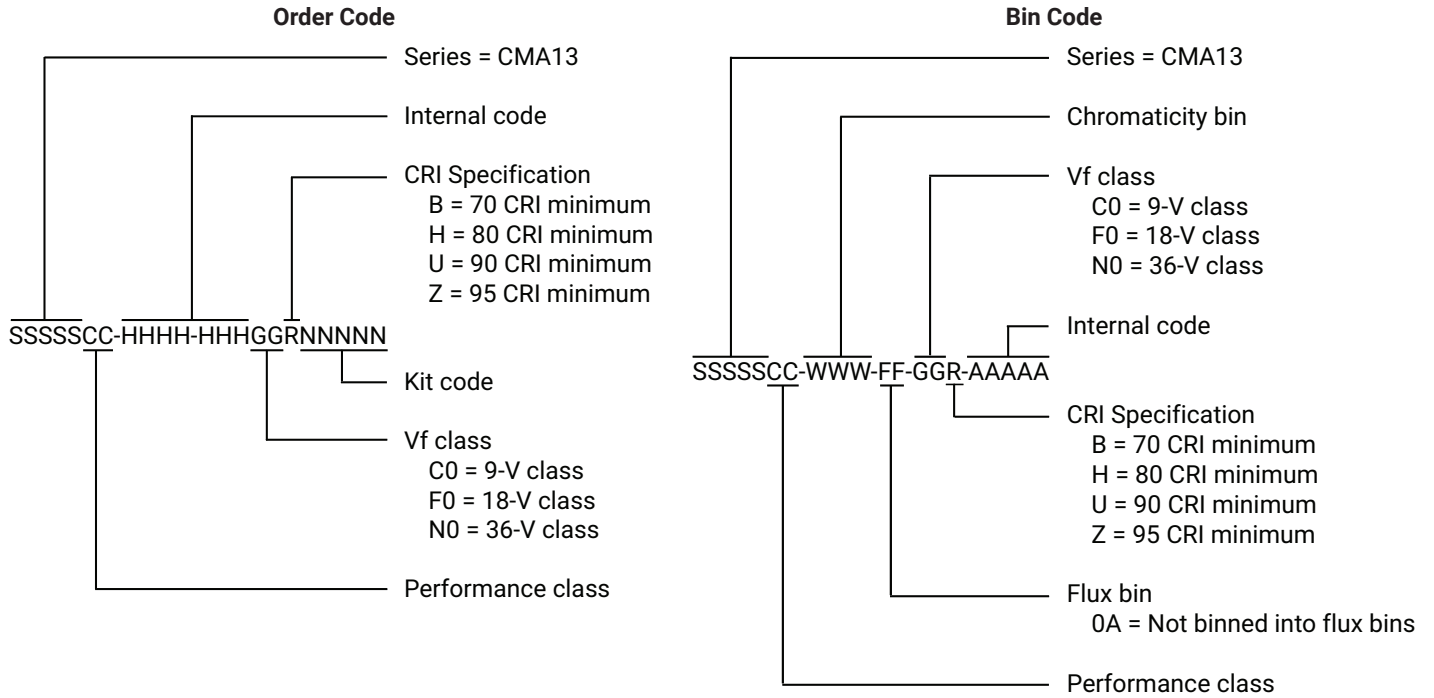 Order Code
Series = CMA13
Internal code
CRI Specification
B = 70 CRI minimum
H = 80 CRI minimum
U = 90 CRI minimum
Z = 95 CRI minimum
SSSSSCC-HHHH-HHHGGRNNNNN
Kit code
Vf class
C0 = 9-V class
F0 = 18-V class
N0 = 36-V class
Performance class
Bin Code
Series = CMA13
Chromaticity bin
Vf class
C0 = 9-V class
F0 = 18-V class
N0 = 36-V class
Internal code
SSSSSCC-WWW-FF-GGR-AAAAA
CRI Specification
B = 70 CRI minimum
H = 80 CRI minimum
U = 90 CRI minimum
Z = 95 CRI minimum
Flux bin
0A = Not binned into flux bins
Performance class